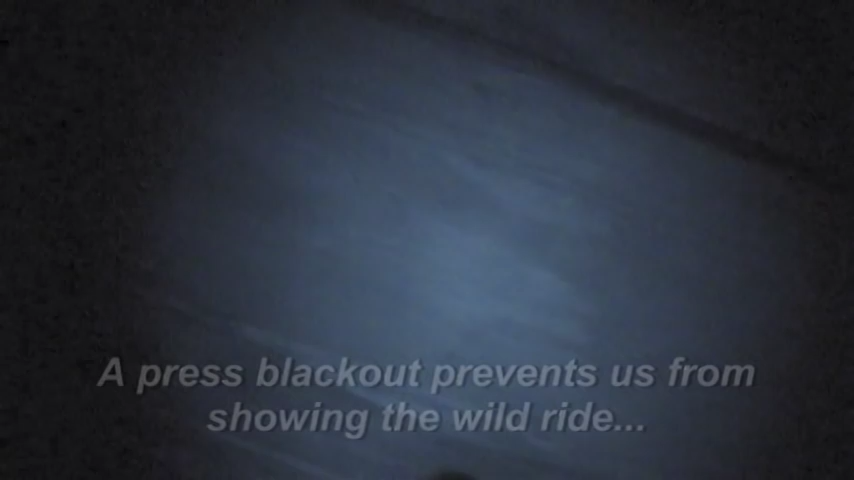 A press blackout prevents us from
showing the wild ride...